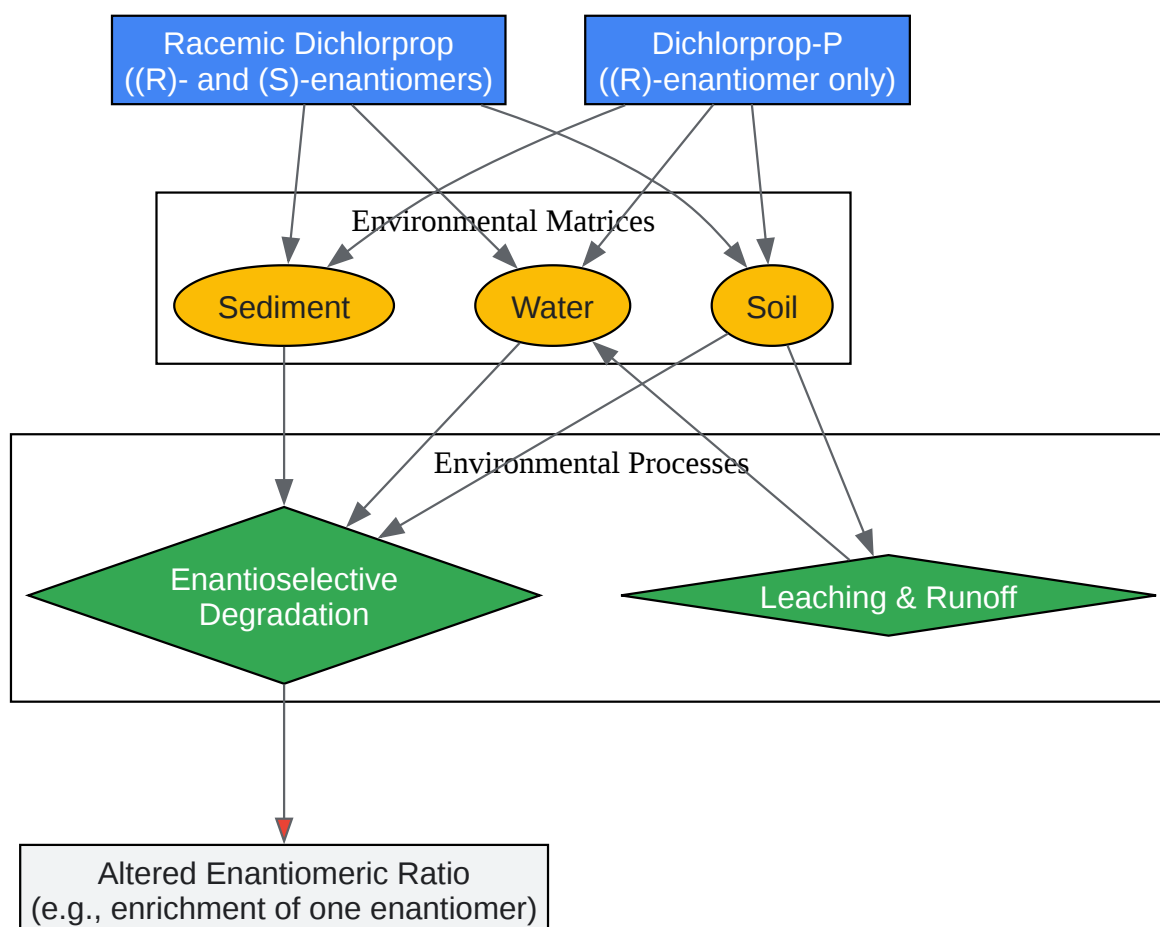 Racemic Dichlorprop
((R)- and (S)-enantiomers)
Dichlorprop-P
((R)-enantiomer only)
Environmental Matrices
Sediment
Water
Soil
Environmental Processes
Enantioselective
Degradation
Leaching & Runoff
Altered Enantiomeric Ratio
(e.g., enrichment of one enantiomer)